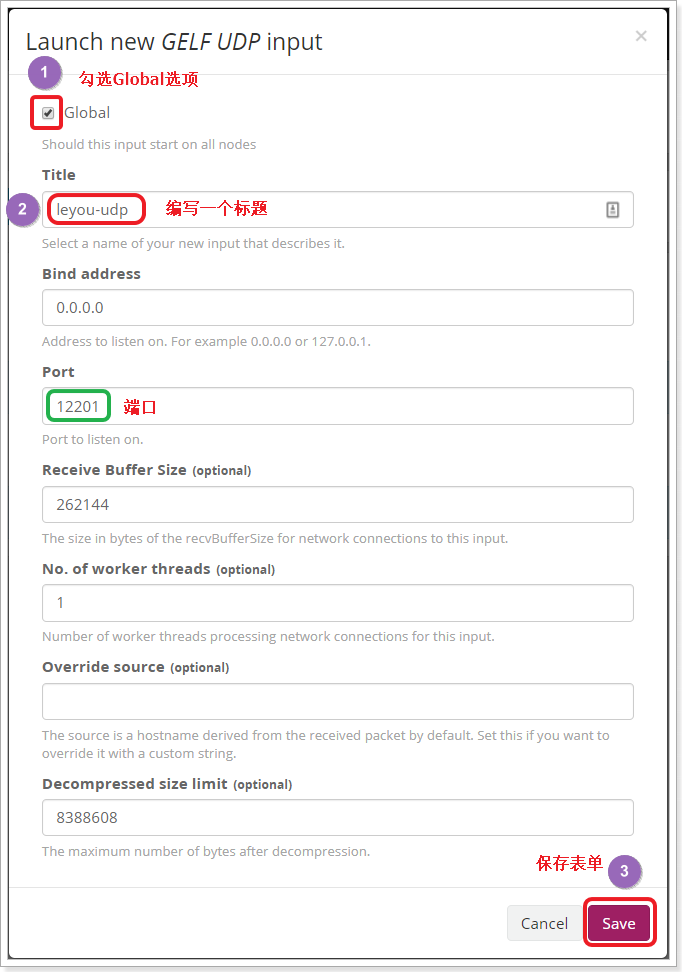 Launch new GELF UDP input
×
1
勾选Global选项
Global
Should this input start on all nodes
Title
2
leyou-udp 编写一个标题
Select a name of your new input that describes it.
Bind address
0.0.0.0
Address to listen on. For example 0.0.0.0 or 127.0.0.1.
Port
12201 端口
Port to listen on.
Receive Buffer Size (optional)
262144
The size in bytes of the recvBufferSize for network connections to this input.
No. of worker threads (optional)
1
Number of worker threads processing network connections for this input.
Override source (optional)
The source is a hostname derived from the received packet by default. Set this if you want to
override it with a custom string.
Decompressed size limit (optional)
8388608
The maximum number of bytes after decompression.
保存表单 3
Cancel Save